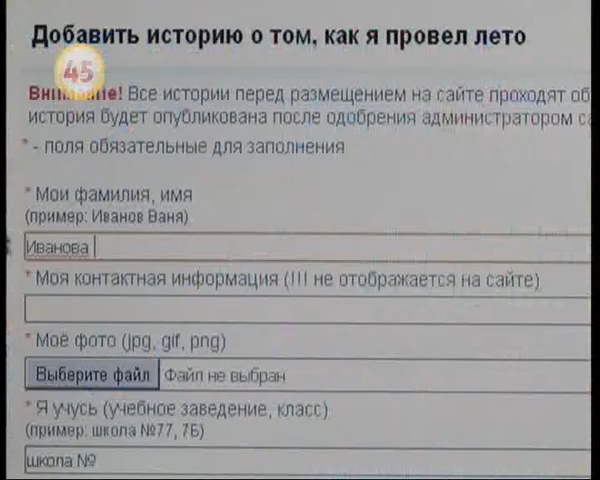 Добавить историю о том, как я провел лето
45
Внимание! Все истории перед размещением на сайте проходят об
история будет опубликована после одобрения администратором са
* - поля обязательные для заполнения
* Мои фамилия, имя
(пример: Иванов Ваня)
Иванова
* Моя контактная информация (!!! не отображается на сайте)
* Моё фото (jpg, gif, png)
Выберите файл Файл не выбран
* Я учусь (учебное заведение, класс)
(пример: школа №77, 7Б)
школа №